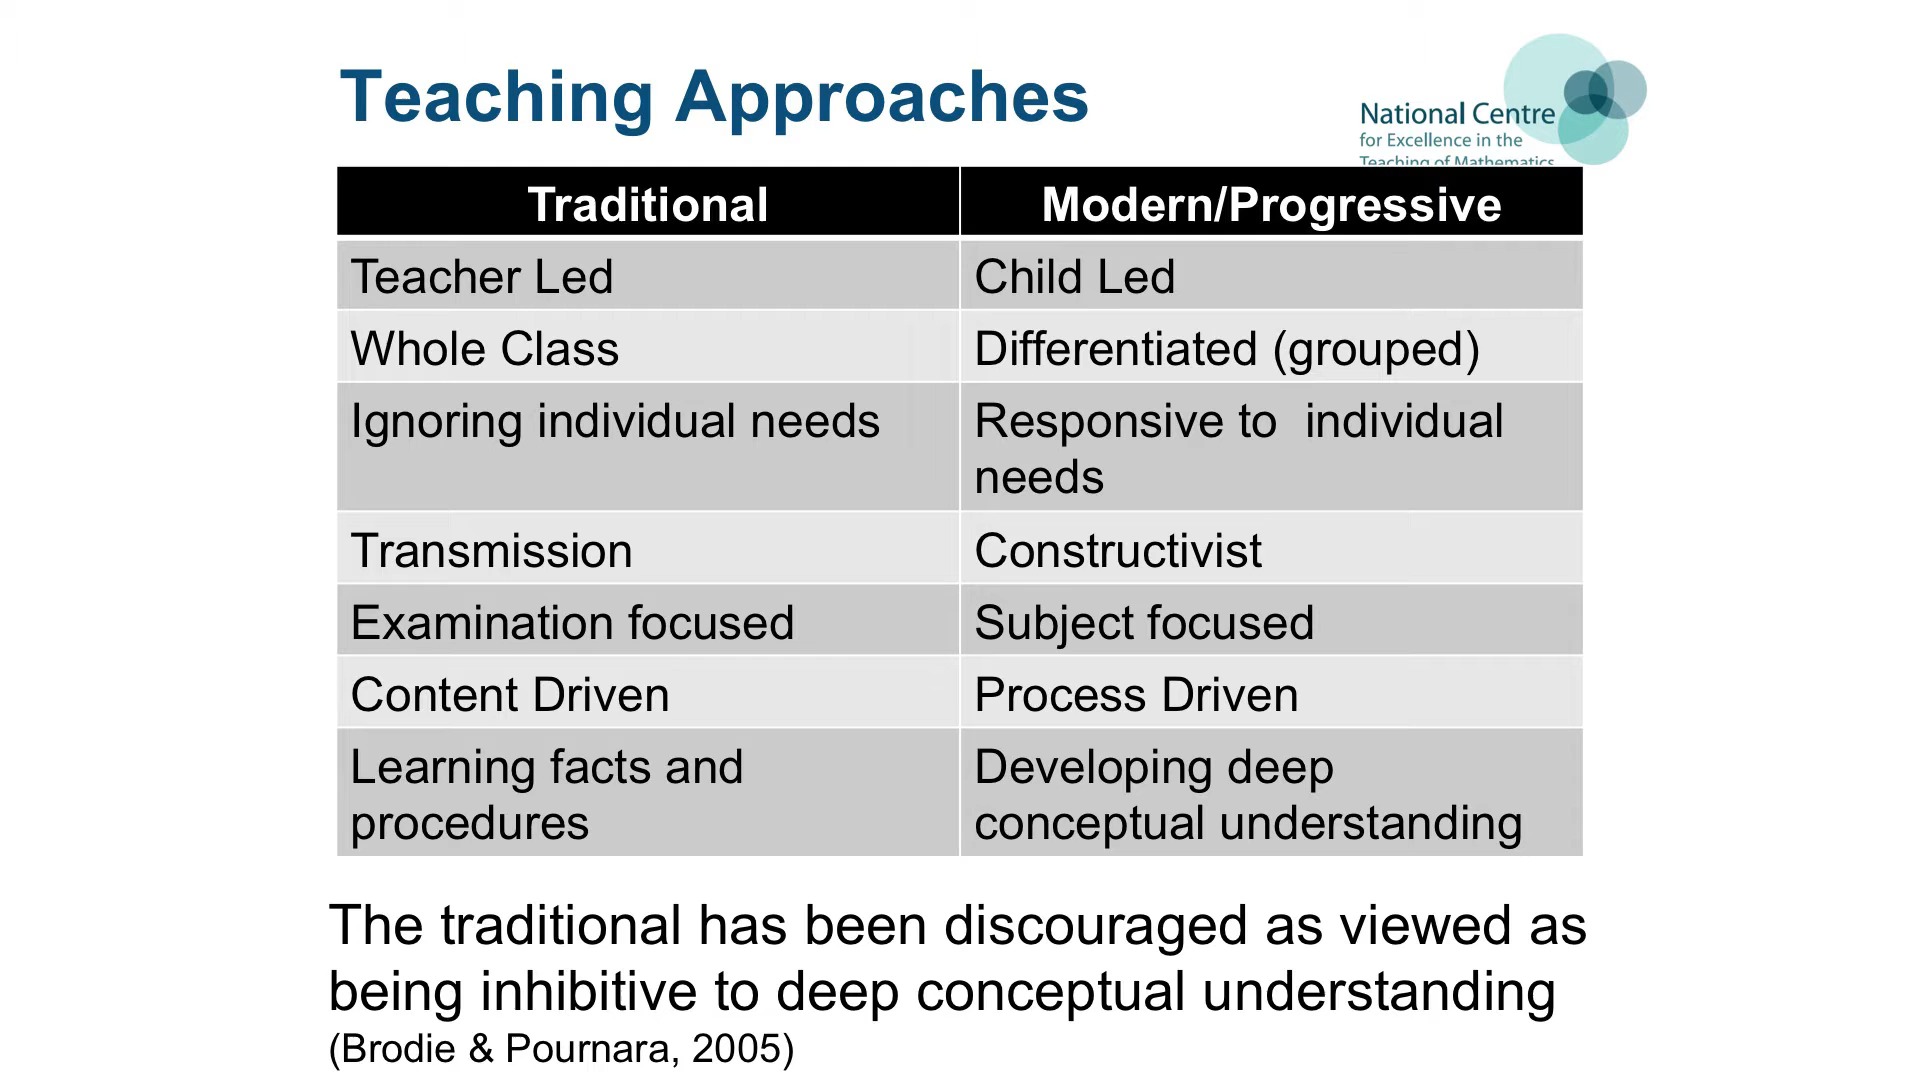 Teaching Approaches
National Centre
for Excellence in the
Teaching of Mathematics
Traditional
Modern/Progressive
Teacher Led
Child Led
Whole Class
Differentiated (grouped)
Ignoring individual needs
Responsive to  individual
needs
Transmission
Constructivist
Examination focused
Subject focused
Content Driven
Process Driven
Learning facts and
procedures
Developing deep
conceptual understanding
The traditional has been discouraged as viewed as
being inhibitive to deep conceptual understanding
(Brodie & Pournara, 2005)